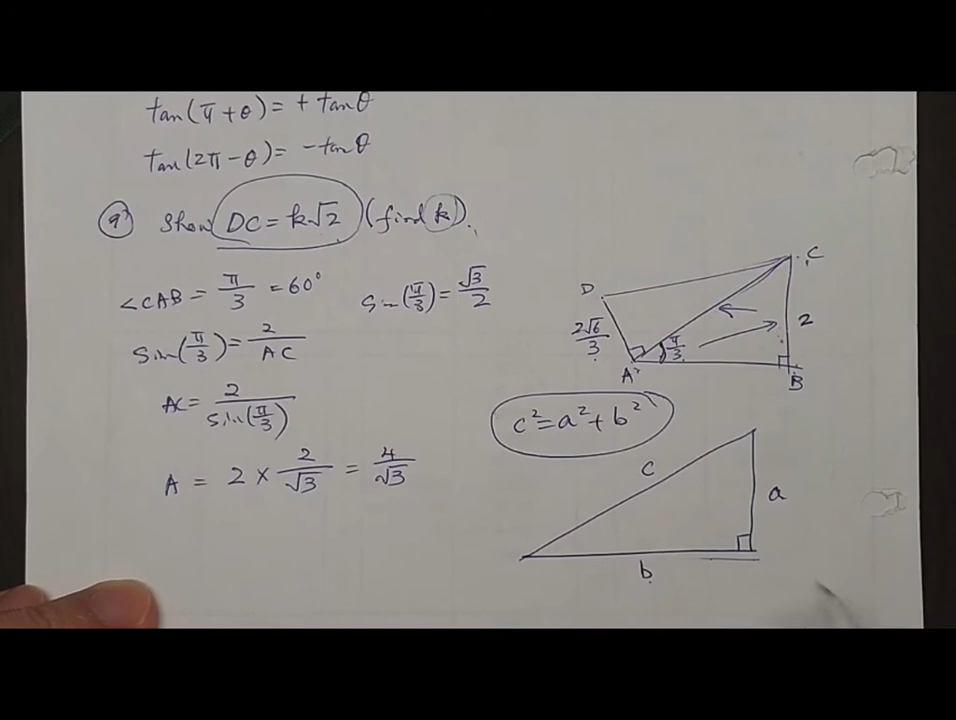 tan(π+θ) = + tanθ
tan(2π-θ) = -tanθ
9) Show DC = k√2 (find k).
∠CAB = π/3 = 60° sin(π/3) = √3/2
sin(π/3) = 2/AC
AC = 2/sin(π/3)
A = 2 × 2/√3 = 4/√3
C
D
2√6/3
π/3
2
A
B
c² = a² + b²
c
a
b